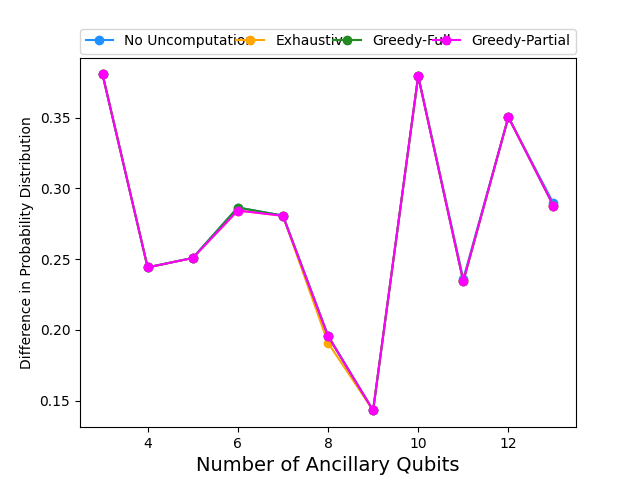 No Uncomputation Exhaustive Greedy-Full Greedy-Partial
0.35
0.30
0.25
0.20
0.15
Difference in Probability Distribution
4 6 8 10 12
Number of Ancillary Qubits